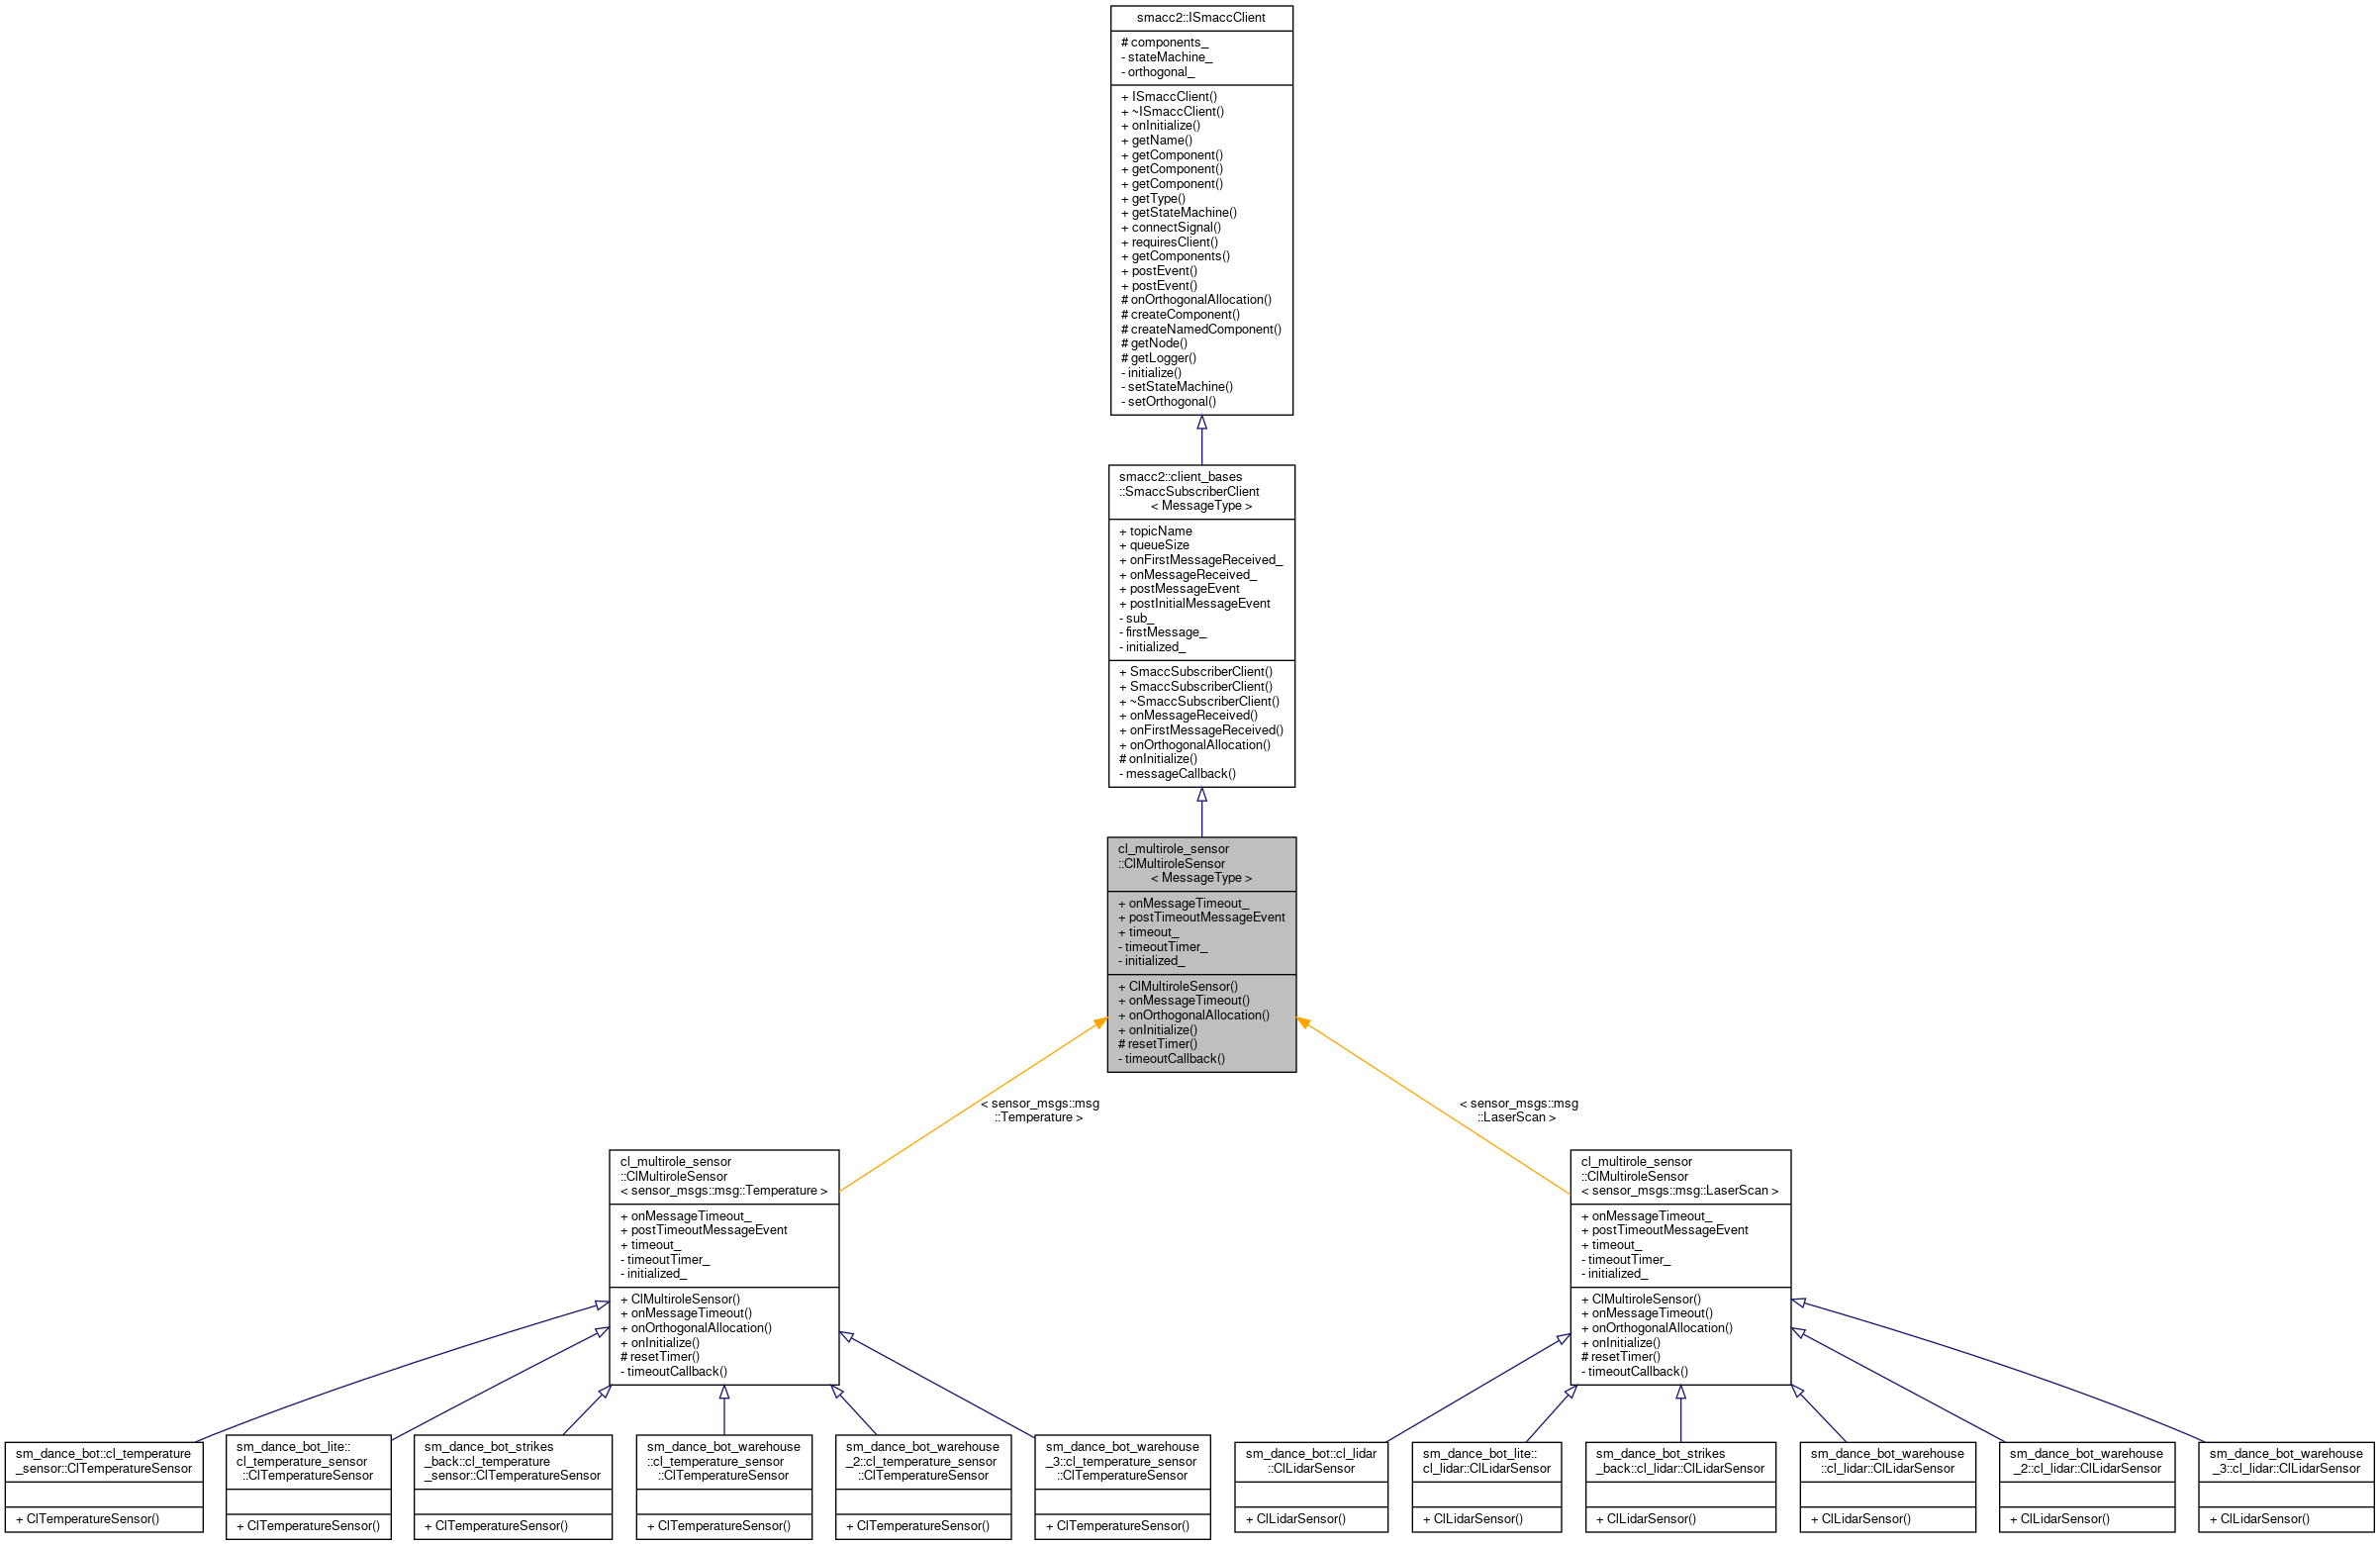 smacc2::ISmaccClient
# components_
- stateMachine_
- orthogonal_
+ ISmaccClient()
+ ~ISmaccClient()
+ onInitialize()
+ getName()
+ getComponent()
+ getComponent()
+ getComponent()
+ getType()
+ getStateMachine()
+ connectSignal()
+ requiresClient()
+ getComponents()
+ postEvent()
+ postEvent()
# onOrthogonalAllocation()
# createComponent()
# createNamedComponent()
# getNode()
# getLogger()
- initialize()
- setStateMachine()
- setOrthogonal()
smacc2::client_bases
::SmaccSubscriberClient
< MessageType >
+ topicName
+ queueSize
+ onFirstMessageReceived_
+ onMessageReceived_
+ postMessageEvent
+ postInitialMessageEvent
- sub_
- firstMessage_
- initialized_
+ SmaccSubscriberClient()
+ SmaccSubscriberClient()
+ ~SmaccSubscriberClient()
+ onMessageReceived()
+ onFirstMessageReceived()
+ onOrthogonalAllocation()
# onInitialize()
- messageCallback()
cl_multirole_sensor
::ClMultiroleSensor
< MessageType >
+ onMessageTimeout_
+ postTimeoutMessageEvent
+ timeout_
- timeoutTimer_
- initialized_
+ ClMultiroleSensor()
+ onMessageTimeout()
+ onOrthogonalAllocation()
+ onInitialize()
# resetTimer()
- timeoutCallback()
< sensor_msgs::msg
::Temperature >
< sensor_msgs::msg
::LaserScan >
cl_multirole_sensor
::ClMultiroleSensor
< sensor_msgs::msg::Temperature >
+ onMessageTimeout_
+ postTimeoutMessageEvent
+ timeout_
- timeoutTimer_
- initialized_
+ ClMultiroleSensor()
+ onMessageTimeout()
+ onOrthogonalAllocation()
+ onInitialize()
# resetTimer()
- timeoutCallback()
cl_multirole_sensor
::ClMultiroleSensor
< sensor_msgs::msg::LaserScan >
+ onMessageTimeout_
+ postTimeoutMessageEvent
+ timeout_
- timeoutTimer_
- initialized_
+ ClMultiroleSensor()
+ onMessageTimeout()
+ onOrthogonalAllocation()
+ onInitialize()
# resetTimer()
- timeoutCallback()
sm_dance_bot::cl_temperature
_sensor::ClTemperatureSensor
+ ClTemperatureSensor()
sm_dance_bot_lite::
cl_temperature_sensor
::ClTemperatureSensor
+ ClTemperatureSensor()
sm_dance_bot_strikes
_back::cl_temperature
_sensor::ClTemperatureSensor
+ ClTemperatureSensor()
sm_dance_bot_warehouse
::cl_temperature_sensor
::ClTemperatureSensor
+ ClTemperatureSensor()
sm_dance_bot_warehouse
_2::cl_temperature_sensor
::ClTemperatureSensor
+ ClTemperatureSensor()
sm_dance_bot_warehouse
_3::cl_temperature_sensor
::ClTemperatureSensor
+ ClTemperatureSensor()
sm_dance_bot::cl_lidar
::ClLidarSensor
+ ClLidarSensor()
sm_dance_bot_lite::
cl_lidar::ClLidarSensor
+ ClLidarSensor()
sm_dance_bot_strikes
_back::cl_lidar::ClLidarSensor
+ ClLidarSensor()
sm_dance_bot_warehouse
::cl_lidar::ClLidarSensor
+ ClLidarSensor()
sm_dance_bot_warehouse
_2::cl_lidar::ClLidarSensor
+ ClLidarSensor()
sm_dance_bot_warehouse
_3::cl_lidar::ClLidarSensor
+ ClLidarSensor()